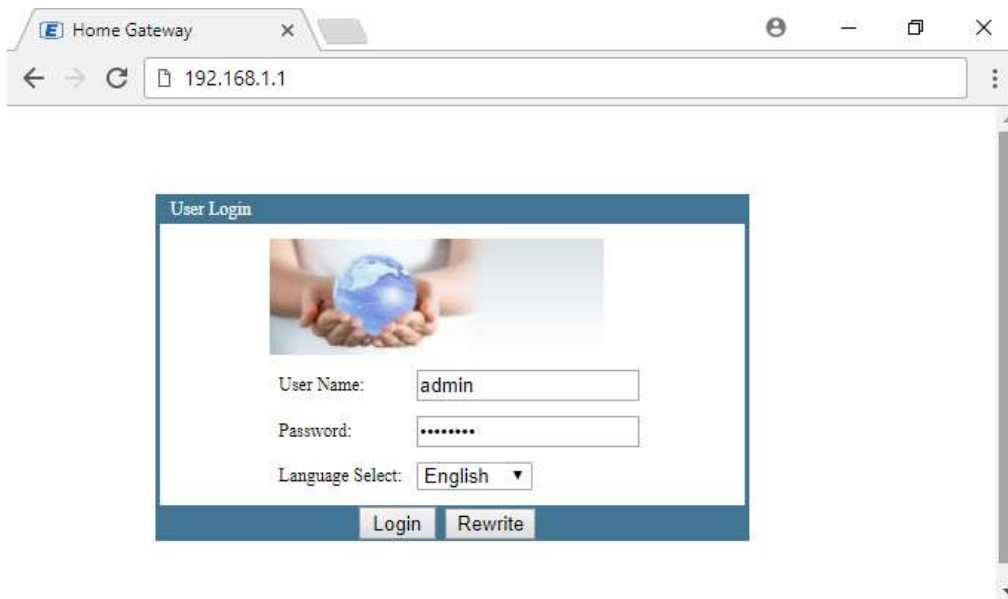 E Home Gateway
192.168.1.1
User Login
User Name: admin
Password: ••••••••
Language Select: English
Login Rewrite